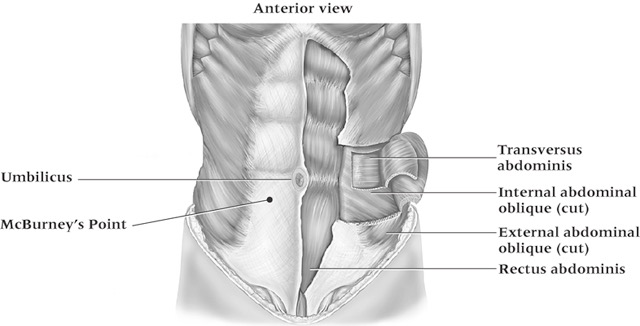 Anterior view
Umbilicus
McBurney's Point
Transversus
abdominis
Internal abdominal
oblique (cut)
External abdominal
oblique (cut)
Rectus abdominis